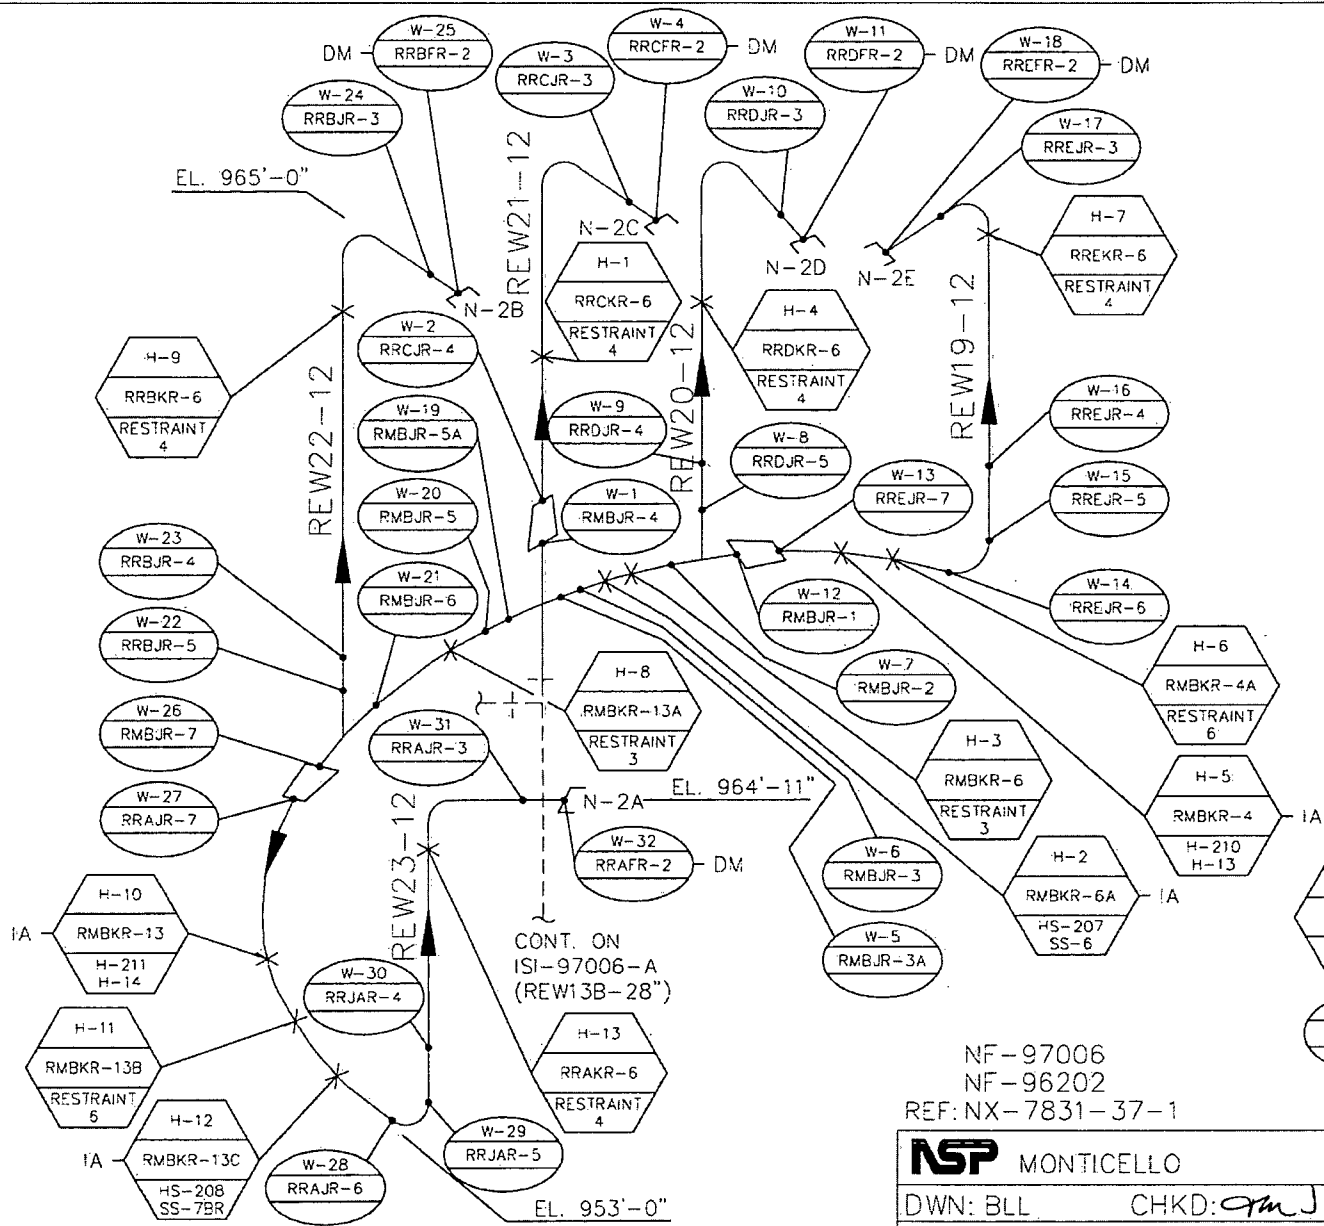 W-25
RRBFR-2
DM
W-4
RRCFR-2
DM
W-11
RRDFR-2
DM
W-18
REEFR-2
DM
W-3
RRCJR-3
W-24
RRBJR-3
W-10
RRDJR-3
W-17
RREJR-3
EL. 965'-0"
REW21-12
N-2C
N-2D
N-2E
N-2B
H-7
RREKR-6
RESTRAINT
4
H-1
RRCKR-6
RESTRAINT
4
H-4
RRDKR-6
RESTRAINT
4
W-2
RRCJR-4
H-9
RRBKR-6
RESTRAINT
4
REW22-12
REW20-12
REW19-12
W-19
RMBJR-5A
W-9
RRDJR-4
W-16
RREJR-4
W-8
RRDJR-5
W-20
RMBJR-5
W-1
RMBJR-4
W-13
RREJR-7
W-15
RREJR-5
W-23
RRBJR-4
W-21
RMBJR-6
W-12
RMBJR-1
W-14
RREJR-6
W-22
RRBJR-5
H-8
RMBKR-13A
RESTRAINT
3
W-7
RMBJR-2
H-6
RMBKR-4A
RESTRAINT
6
W-26
RMBJR-7
W-31
RRAJR-3
H-3
RMBKR-6
RESTRAINT
3
W-27
RRAJR-7
N-2A
EL. 964'-11"
H-5
RMBKR-4
H-210
H-13
IA
REW23-12
W-32
RRAFR-2
DM
W-6
RMBJR-3
H-2
RMBKR-6A
HS-207
SS-6
IA
H-10
RMBKR-13
H-211
H-14
IA
CONT. ON
ISI-97006-A
(REW13B-28")
W-5
RMBJR-3A
W-30
RRJAR-4
H-11
RMBKR-13B
RESTRAINT
6
H-13
RRAKR-6
RESTRAINT
4
H-12
RMBKR-13C
HS-208
SS-7BR
IA
W-29
RRJAR-5
W-28
RRAJR-6
EL. 953'-0"
NF-97006
NF-96202
REF: NX-7831-37-1
NSP MONTICELLO
DWN: BLL CHKD: